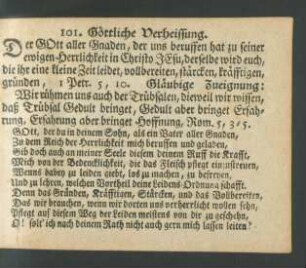 101. Göttliche Verheissung.
Der GOtt aller Gnaden, der uns beruffen hat zu seiner
ewigen Herrlichkeit in Christo JEsu, derselbe wird euch,
die ihr eine kleine Zeit leidet, vollbereiten, stärcken, kräfftigen,
gründen, 1 Petr. 5, 10. Gläubige Zueignung:
Wir rühmen uns auch der Trübsalen, dieweil wir wissen,
daß Trübsal Gedult bringet, Gedult aber bringet Erfah-
rung, Erfahrung aber bringet Hoffnung, Rom. 5, 3/5.
GOtt, der du in deinem Sohn, als ein Vater aller Gnaden,
Zu dem Reich der Herrlichkeit mich beruffen und geladen,
Gib doch auch an meiner Seele diesem deinem Ruff die Krafft,
Mich von der Bedencklichkeit, die das Fleisch pflegt einzustreuen,
Wenns dabey zu leiden giebt, los zu machen, zu befreyen,
Und zu lehren, welchen Vortheil deine Leidens-Ordnung schafft.
Denn das Gründen, Kräfftigen, Stärcken, und das Vollbereiten,
Das wir brauchen, wenn wir dorten uns verherrlicht wollen sehn,
Pflegt auf diesem Weg der Leiden meistens von dir zu geschehn,
O! solt' ich nach deinem Rath nicht auch gern mich lassen leiten?